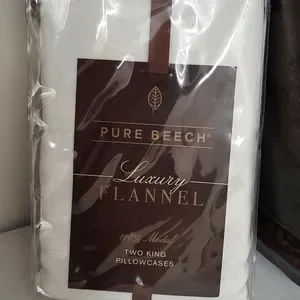 PURE BEECH®
Luxury
FLANNEL
100% Modal
TWO KING
PILLOWCASES